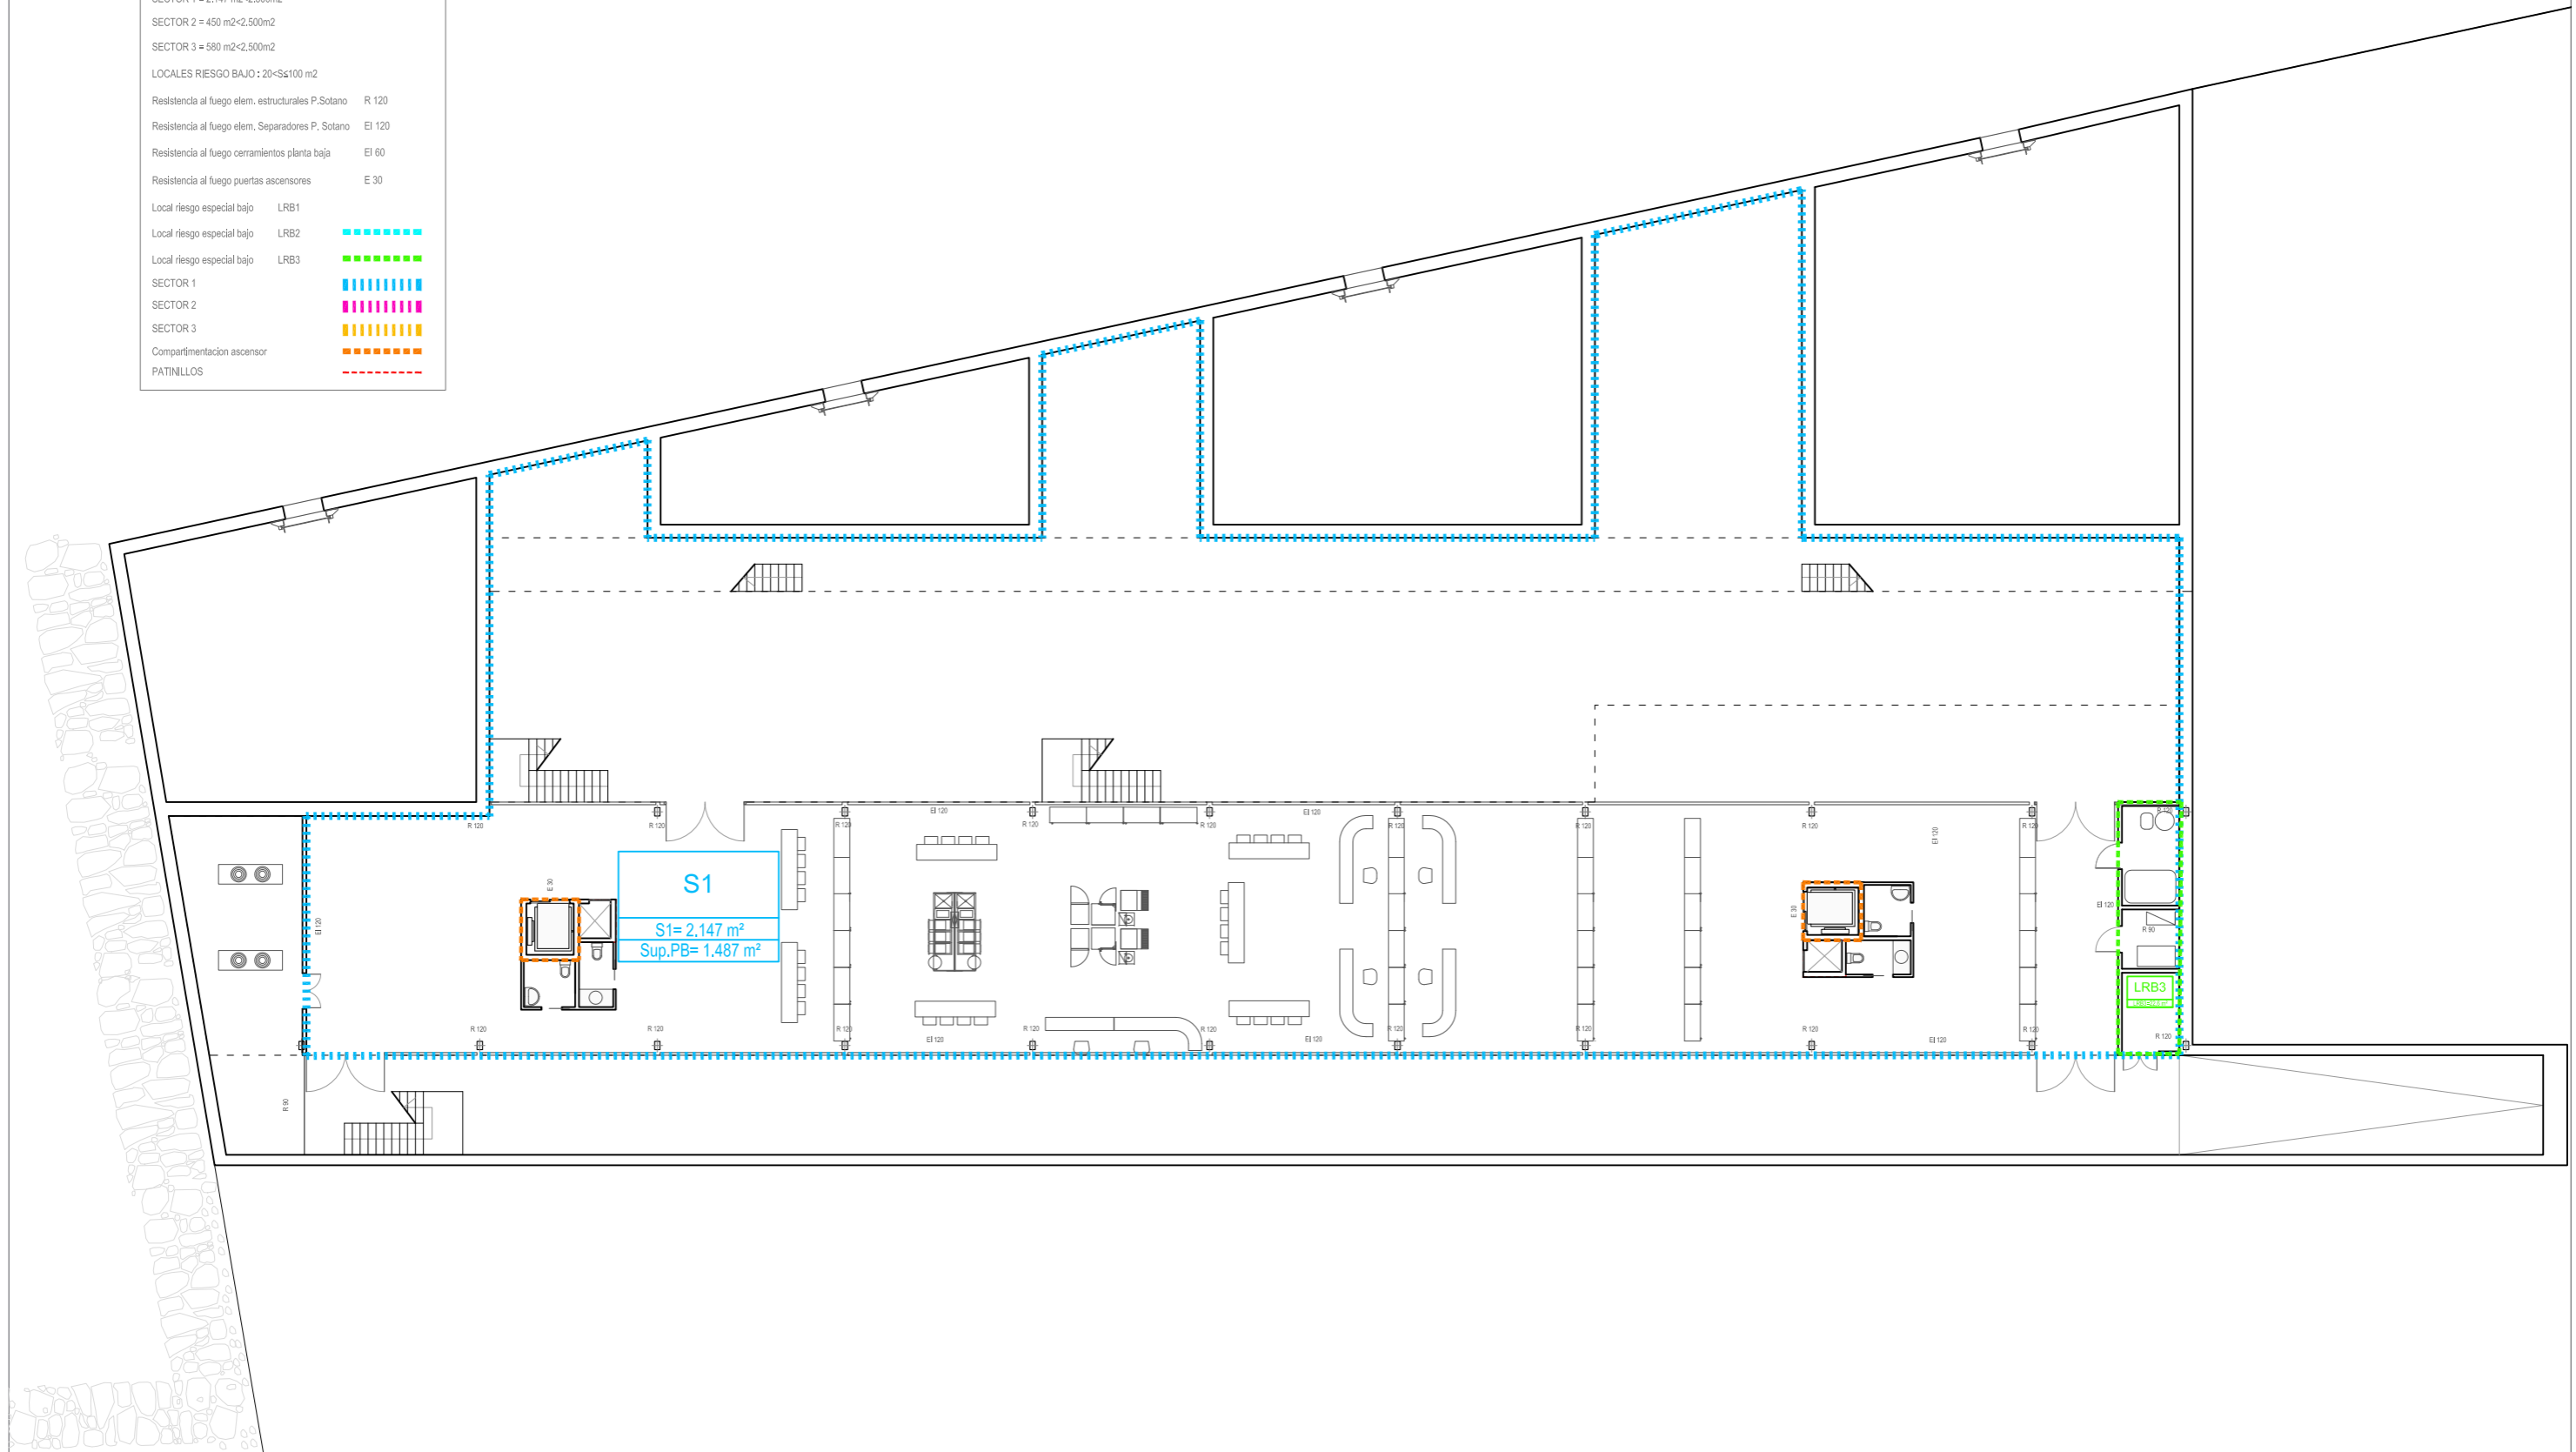 SECTOR 2 = 450 m2<2.500m2
SECTOR 3 = 580 m2<2.500m2
LOCALES RIESGO BAJO : 20<S≤100 m2
Resistencia al fuego elem. estructurales P.Sotano R 120
Resistencia al fuego elem. Separadores P. Sotano EI 120
Resistencia al fuego cerramientos planta baja EI 60
Resistencia al fuego puertas ascensores E 30
Local riesgo especial bajo LRB1
Local riesgo especial bajo LRB2
Local riesgo especial bajo LRB3
SECTOR 1
SECTOR 2
SECTOR 3
Compartimentacion ascensor
PATINILLOS
EI 120
EI 120
R 120
R 120
R 120
R 120
R 120
R 120
R 120
R 120
R 120
R 120
EI 120
E 30
S1
S1= 2,147 m²
Sup.PB= 1.487 m²
E 30
EI 120
EI 120
R 90
LRB3
R 120
R 120
R 120
R 120
R 120
R 120
R 120
R 120
R 120
R 120
EI 120
EI 120
EI 120
R 90